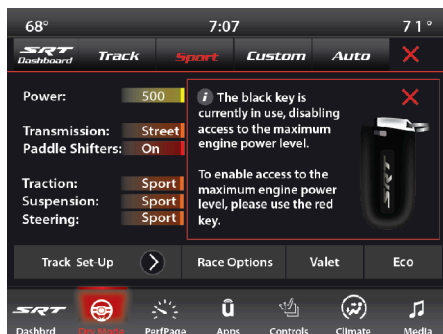 68° 7:07 71°
SRT Dashboard Track Sport Custom Auto
Power: 500
Transmission: Street
Paddle Shifters: On
Traction: Sport
Suspension: Sport
Steering: Sport
i The black key is
currently in use, disabling
access to the maximum
engine power level.
To enable access to the
maximum engine power
level, please use the red
key.
SRT
Track Set-Up Race Options Valet Eco
SRT û
Dashbrd Drv Mode PerfPage Apps Controls Climate Media